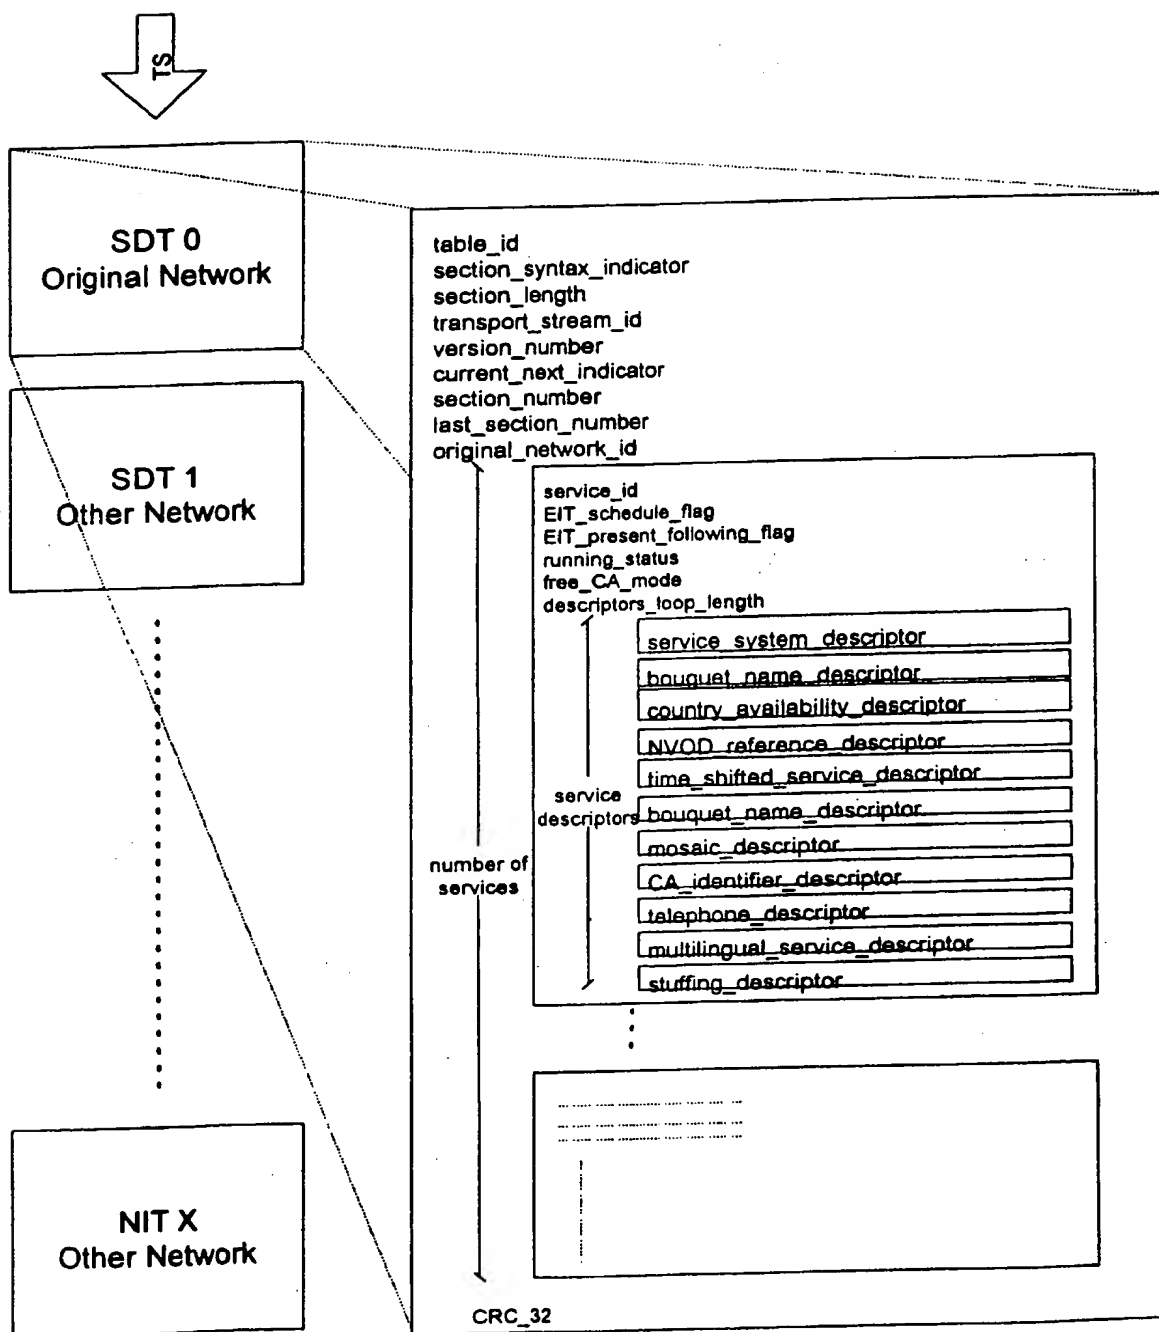 TS
SDT 0
Original Network
SDT 1
Other Network
NIT X
Other Network
table_id
section_syntax_indicator
section_length
transport_stream_id
version_number
current_next_indicator
section_number
last_section_number
original_network_id
number of
services
service_id
EIT_schedule_flag
EIT_present_following_flag
running_status
free_CA_mode
descriptors_loop_length
service
descriptors
service_system_descriptor
bouquet_name_descriptor
country_availability_descriptor
NVOD_reference_descriptor
time_shifted_service_descriptor
bouquet_name_descriptor
mosaic_descriptor
CA_identifier_descriptor
telephone_descriptor
multilingual_service_descriptor
stuffing_descriptor
CRC_32